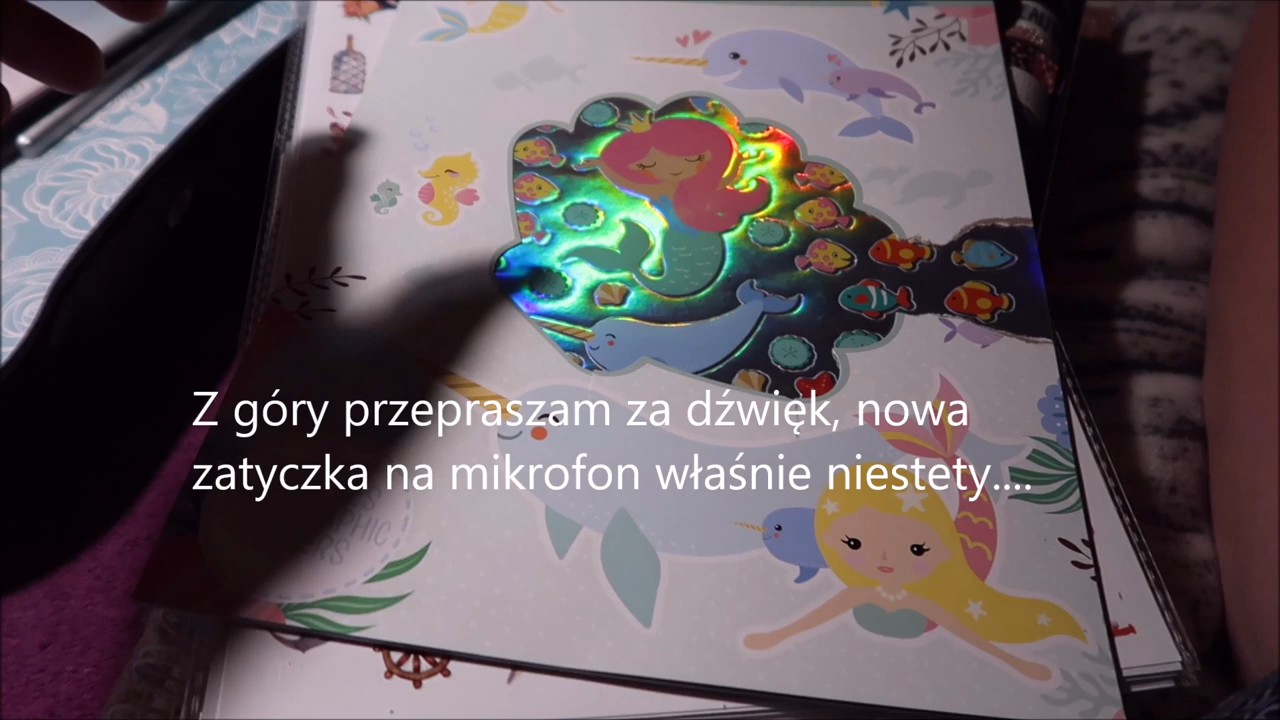 Z góry przepraszam za dźwięk, nowa
zatyczka na mikrofon właśnie niestety....